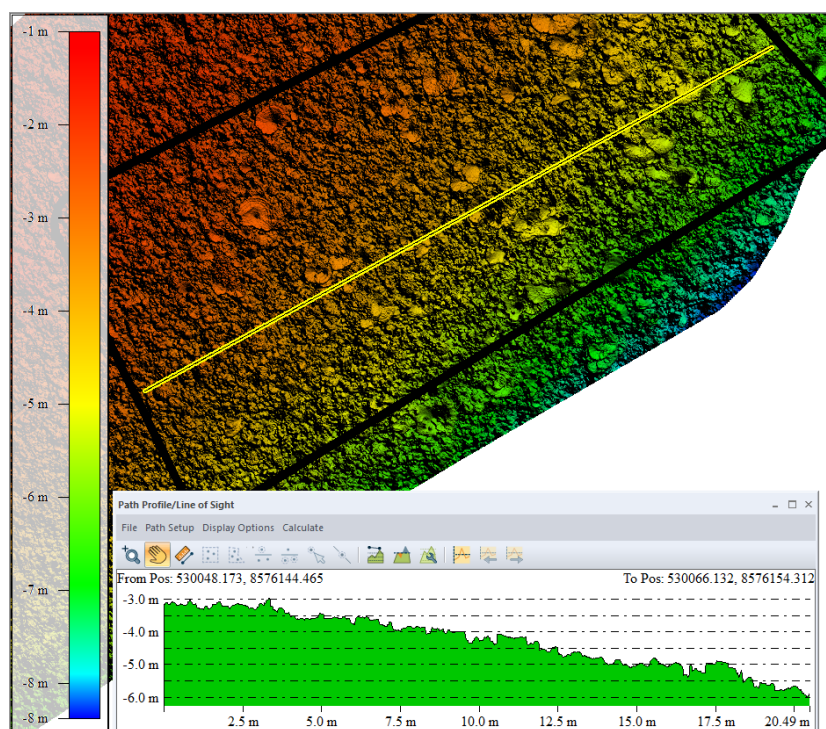 -1 m
-2 m
-3 m
-4 m
-5 m
-6 m
-7 m
-8 m
-8 m
Path Profile/Line of Sight
File Path Setup Display Options Calculate
From Pos: 530048.173, 8576144.465 To Pos: 530066.132, 8576154.312
-3.0 m
-4.0 m
-5.0 m
-6.0 m
2.5 m 5.0 m 7.5 m 10.0 m 12.5 m 15.0 m 17.5 m 20.49 m